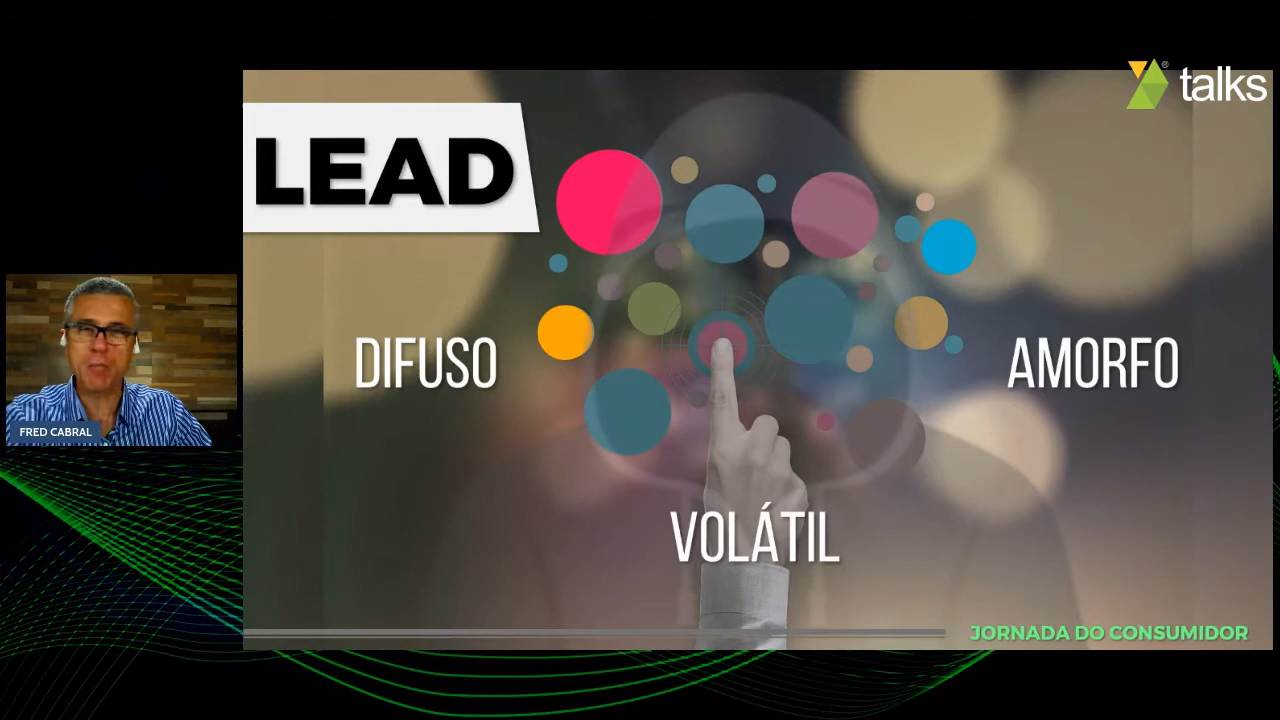 talks
LEAD
DIFUSO
AMORFO
VOLÁTIL
FRED CABRAL
JORNADA DO CONSUMIDOR